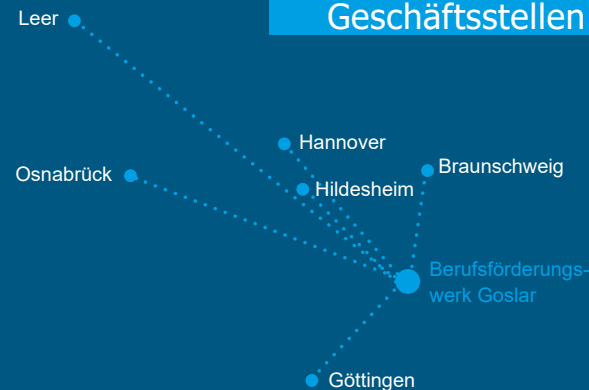 Geschäftsstellen
Leer
Hannover
Braunschweig
Osnabrück
Hildesheim
Berufsförderungs-
werk Goslar
Göttingen